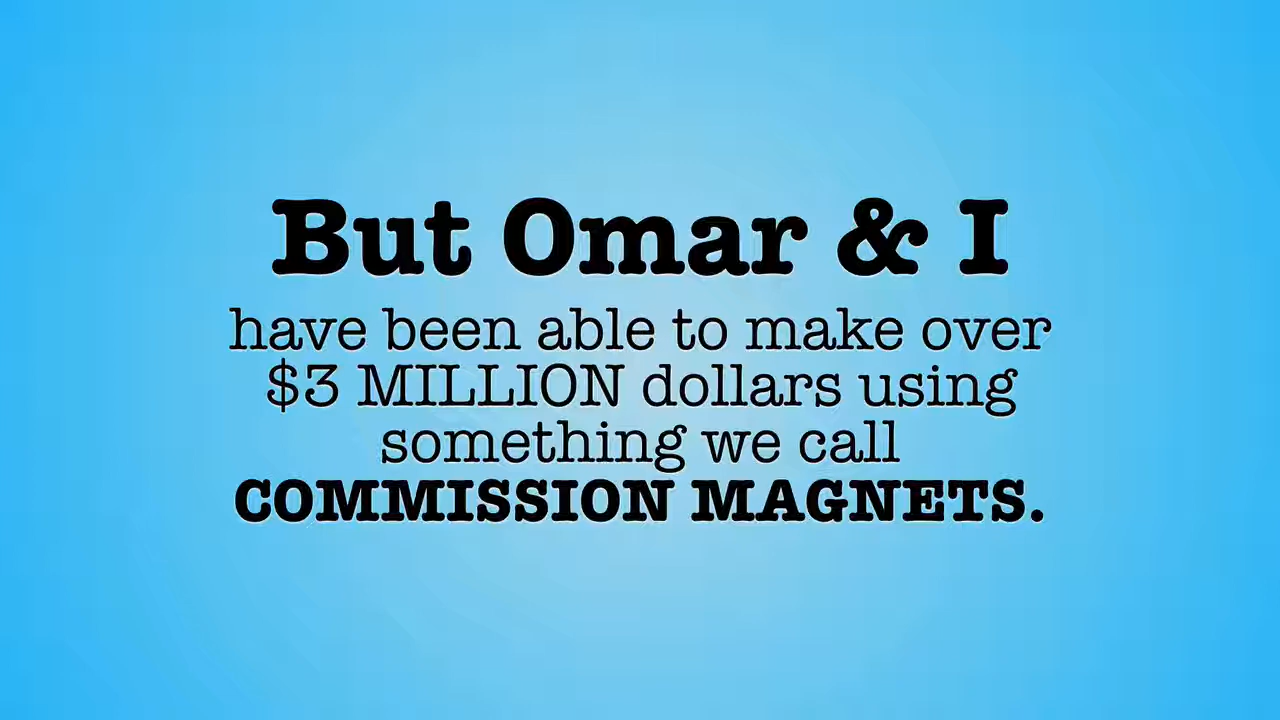 But Omar & I
have been able to make over
$3 MILLION dollars using
something we call
COMMISSION MAGNETS.